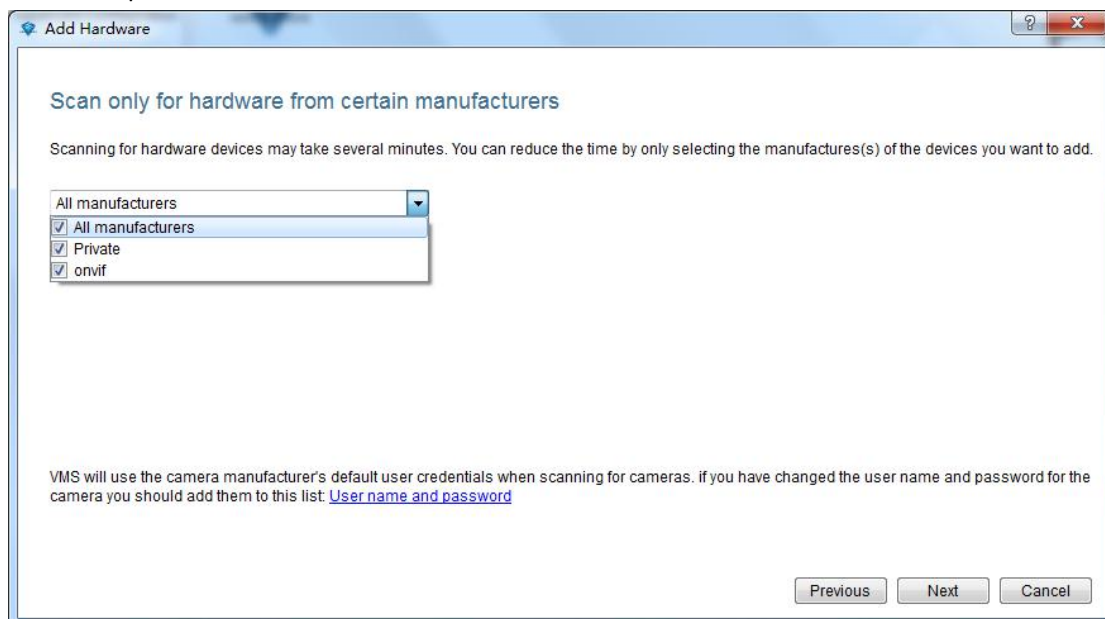 Add Hardware
Scan only for hardware from certain manufacturers
Scanning for hardware devices may take several minutes. You can reduce the time by only selecting the manufactures(s) of the devices you want to add.
All manufacturers
All manufacturers
Private
onvif
VMS will use the camera manufacturer's default user credentials when scanning for cameras. if you have changed the user name and password for the
camera you should add them to this list: User name and password
Previous Next Cancel